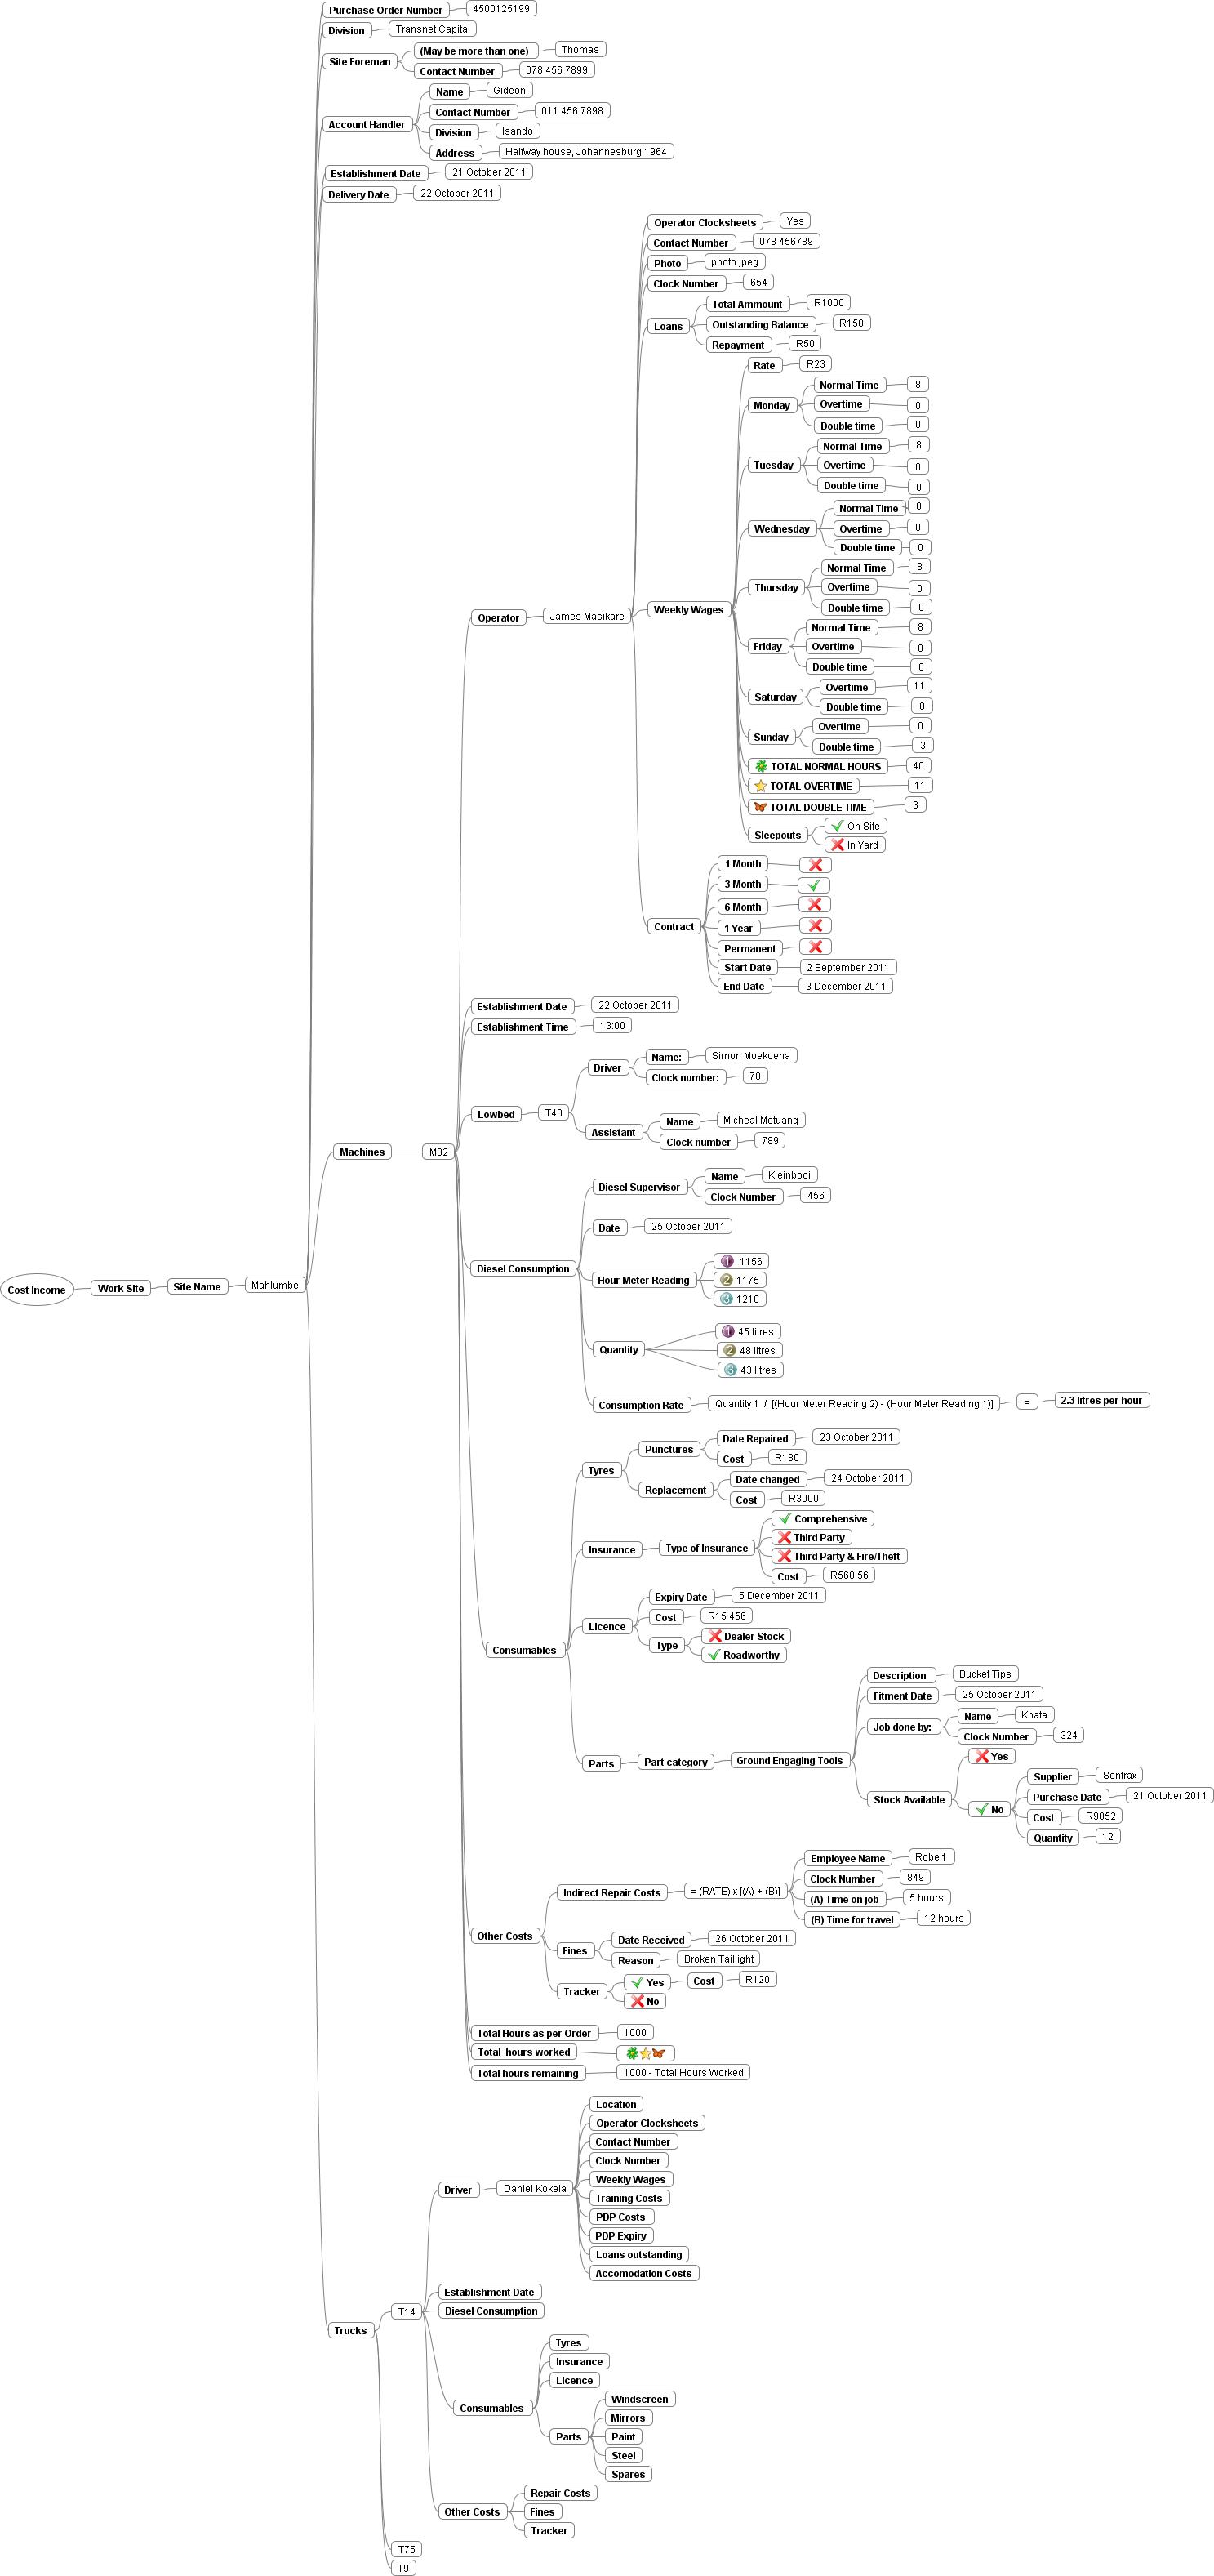 Purchase Order Number 4500125199
Division Transnet Capital
Site Foreman
(May be more than one) Thomas
Contact Number 078 456 7899
Account Handler
Name Gideon
Contact Number 011 456 7898
Division Isando
Address Halfway house, Johannesburg 1964
Establishment Date 21 October 2011
Delivery Date 22 October 2011
Operator Clocksheets Yes
Contact Number 078 456789
Photo photo.jpeg
Clock Number 654
Loans
Total Ammount R1000
Outstanding Balance R150
Repayment R50
Rate R23
Monday
Normal Time 8
Overtime 0
Double time 0
Tuesday
Normal Time 8
Overtime 0
Double time 0
Wednesday
Normal Time 8
Overtime 0
Double time 0
Thursday
Normal Time 8
Overtime 0
Double time 0
Operator James Masikare Weekly Wages
Friday
Normal Time 8
Overtime 0
Double time 0
Saturday
Overtime 11
Double time 0
Sunday
Overtime 0
Double time 3
TOTAL NORMAL HOURS 40
TOTAL OVERTIME 11
TOTAL DOUBLE TIME 3
Sleepouts
On Site
In Yard
Contract
1 Month
3 Month
6 Month
1 Year
Permanent
Start Date 2 September 2011
End Date 3 December 2011
Establishment Date 22 October 2011
Establishment Time 13:00
Lowbed T40
Driver
Name: Simon Moekoena
Clock number: 78
Assistant
Name Micheal Motuang
Clock number 789
Machines M32
Diesel Consumption
Diesel Supervisor
Name Kleinbooi
Clock Number 456
Date 25 October 2011
Hour Meter Reading
1 1156
2 1175
3 1210
Cost Income Work Site Site Name Mahlumbe
Quantity
1 45 litres
2 48 litres
3 43 litres
Consumption Rate Quantity 1 / [(Hour Meter Reading 2) - (Hour Meter Reading 1)] = 2.3 litres per hour
Consumables
Tyres
Punctures
Date Repaired 23 October 2011
Cost R180
Replacement
Date changed 24 October 2011
Cost R3000
Insurance Type of Insurance
Comprehensive
Third Party
Third Party & Fire/Theft
Cost R568.56
Licence
Expiry Date 5 December 2011
Cost R15 456
Type
Dealer Stock
Roadworthy
Parts Part category Ground Engaging Tools
Description Bucket Tips
Fitment Date 25 October 2011
Job done by:
Name Khata
Clock Number 324
Stock Available
Yes
No
Supplier Sentrax
Purchase Date 21 October 2011
Cost R9852
Quantity 12
Other Costs
Indirect Repair Costs = (RATE) x [(A) + (B)]
Employee Name Robert
Clock Number 849
(A) Time on job 5 hours
(B) Time for travel 12 hours
Fines
Date Received 26 October 2011
Reason Broken Taillight
Tracker
Yes Cost R120
No
Total Hours as per Order 1000
Total hours worked
Total hours remaining 1000 - Total Hours Worked
Trucks
T14
Driver Daniel Kokela
Location
Operator Clocksheets
Contact Number
Clock Number
Weekly Wages
Training Costs
PDP Costs
PDP Expiry
Loans outstanding
Accomodation Costs
Establishment Date
Diesel Consumption
Consumables
Tyres
Insurance
Licence
Parts
Windscreen
Mirrors
Paint
Steel
Spares
Other Costs
Repair Costs
Fines
Tracker
T75
T9